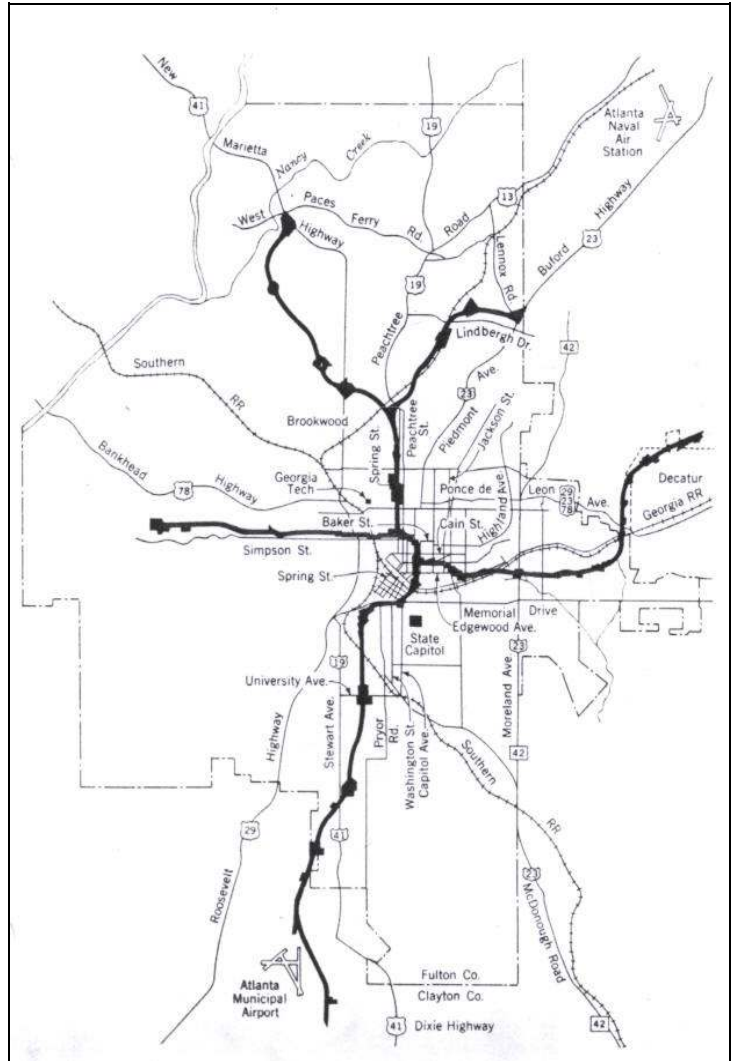 New
41
Marietta
Nancy Creek
19
Atlanta
Naval
Air
Station
13
West Paces Ferry Rd.
Highway
Road
Lennox Rd.
Buford Highway
23
19
Peachtree
Lindbergh Dr.
42
Southern
RR
Brookwood
Spring St.
Peachtree St.
23
Piedmont Ave.
Jackson St.
Bankhead
78
Highway
Georgia
Tech
Ponce de Leon
29
23
78
Ave.
Decatur
Georgia RR
Baker St.
Cain St.
Highland Ave.
Simpson St.
Spring St.
Memorial Drive
Edgewood Ave.
State
Capitol
19
23
University Ave.
Highway
Stewart Ave.
Pryor
Rd.
Washington St.
Capitol Ave.
Moreland Ave.
42
Southern
RR
29
Roosevelt
41
23
McDonough Road
Atlanta
Municipal
Airport
Fulton Co.
Clayton Co.
41
Dixie Highway
42